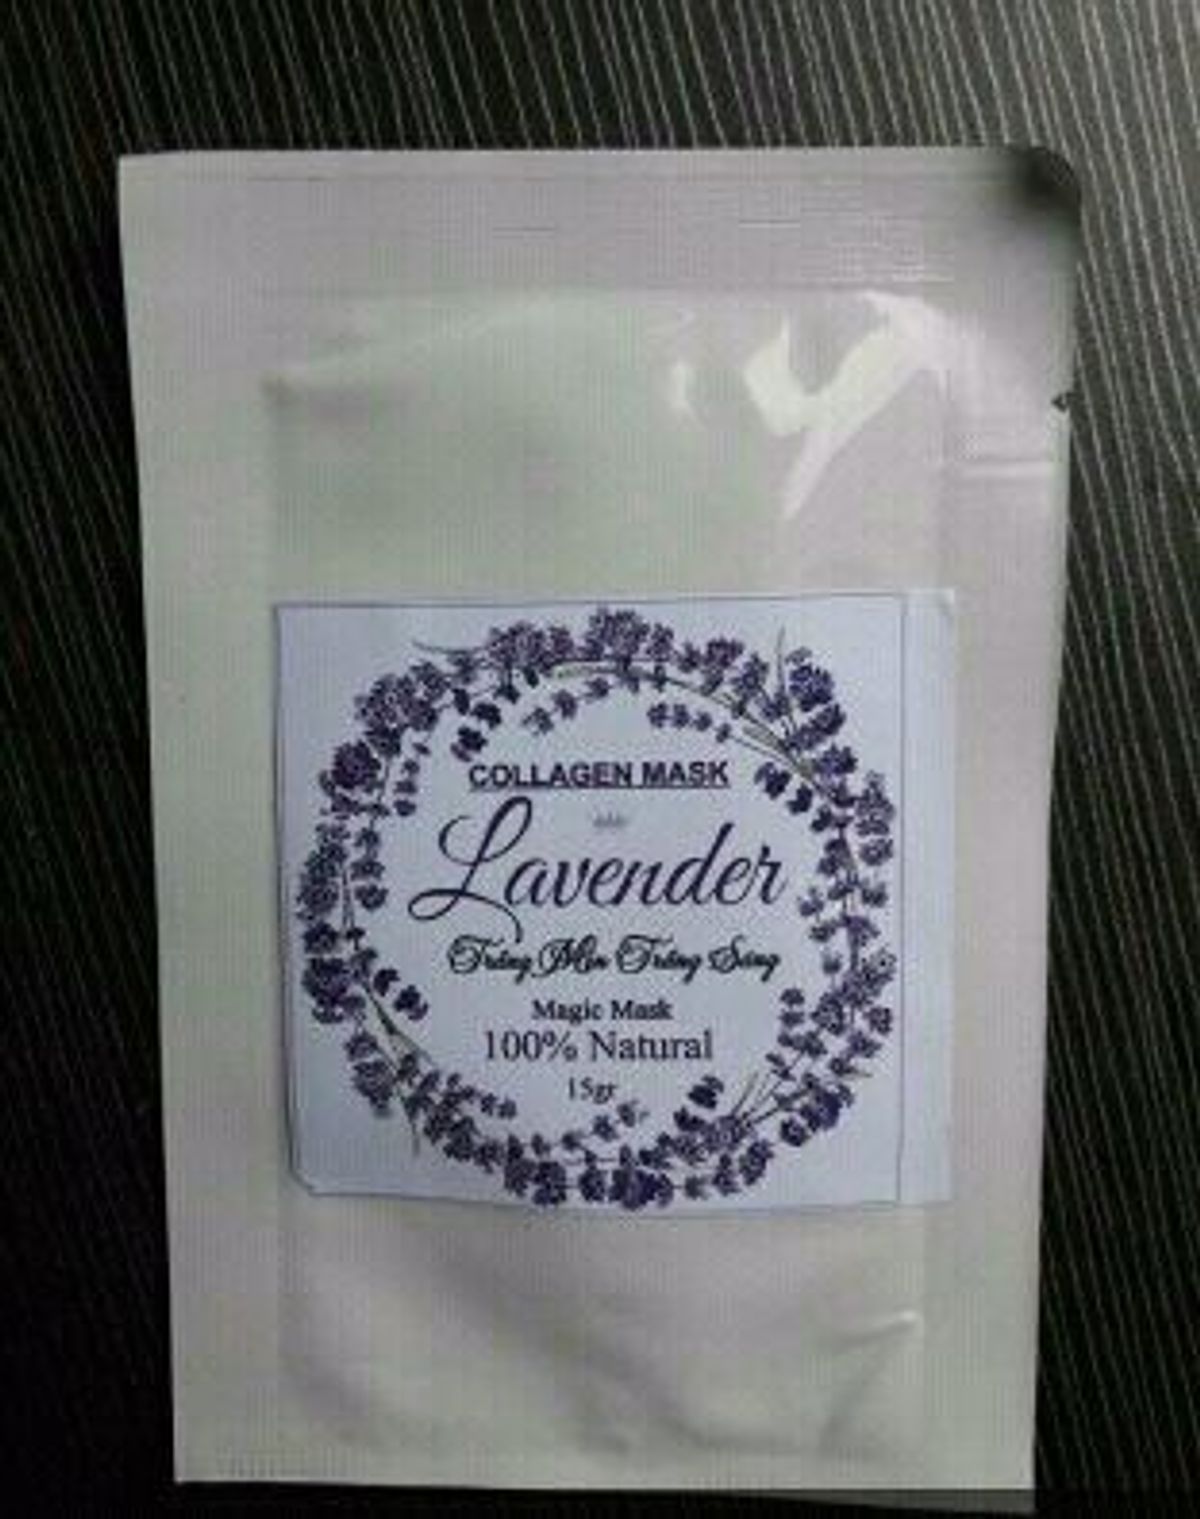 COLLAGEN MASK
Lavender
Trắng Mịn Trắng Sáng
Magic Mask
100% Natural
15gr